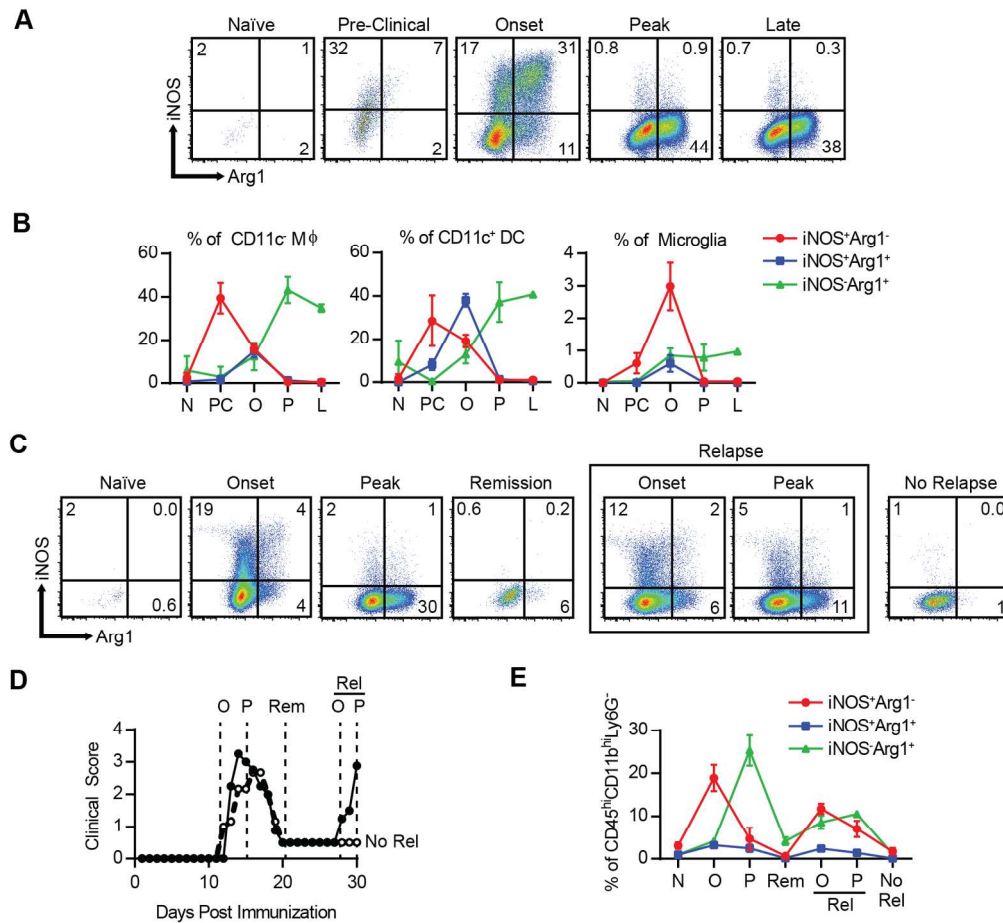 A
Naïve Pre-Clinical Onset Peak Late
2 1 32 7 17 31 0.8 0.9 0.7 0.3
iNOS
2 2 11 44 38
Arg1
B
% of CD11c⁻ Mϕ % of CD11c⁺ DC % of Microglia
iNOS⁺Arg1⁻
iNOS⁺Arg1⁺
iNOS⁻Arg1⁺
60 60 4
40 40 3
2
20 20 1
0 0 0
N PC O P L N PC O P L N PC O P L
C
Relapse
Naïve Onset Peak Remission Onset Peak No Relapse
2 0.0 19 4 2 1 0.6 0.2 12 2 5 1 1 0.0
iNOS
0.6 4 30 6 6 11 1
Arg1
D
Rel
O P Rem O P
4
3
2
1
0
Clinical Score
No Rel
0 10 20 30
Days Post Immunization
E
iNOS⁺Arg1⁻
iNOS⁺Arg1⁺
iNOS⁻Arg1⁺
% of CD45ʰⁱCD11bʰⁱLy6G⁻
30
20
10
0
N O P Rem O P No
Rel Rel